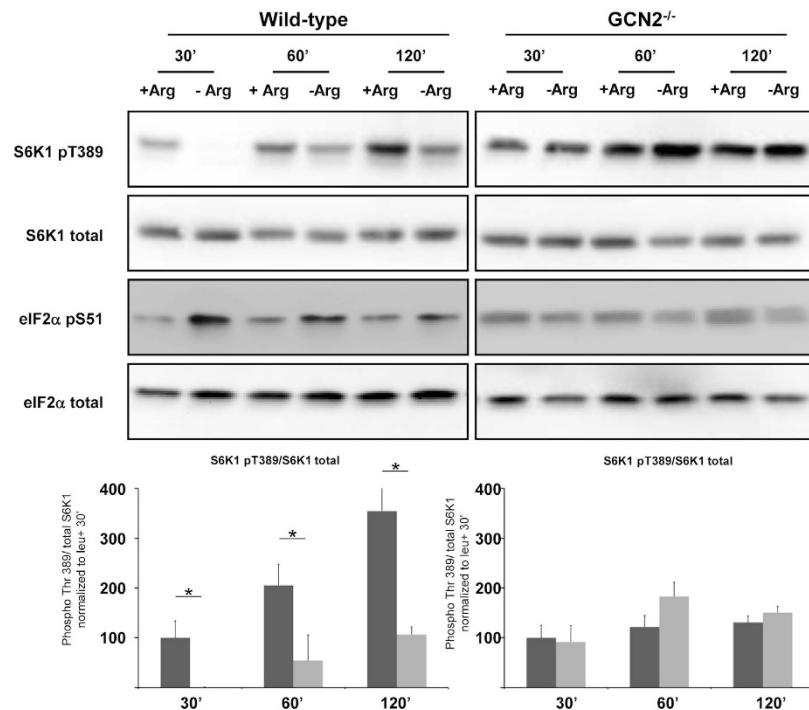 Wild-type GCN2-/-
30’ 60’ 120’ 30’ 60’ 120’
+Arg - Arg + Arg -Arg +Arg -Arg +Arg -Arg +Arg -Arg +Arg -Arg
S6K1 pT389
S6K1 total
eIF2α pS51
eIF2α total
S6K1 pT389/S6K1 total S6K1 pT389/S6K1 total
Phospho Thr 389/ total S6K1
normalized to leu+ 30’
400
300
200
100
* * *
30’ 60’ 120’
Phospho Thr 389/ total S6K1
normalized to leu+ 30’
400
300
200
100
30’ 60’ 120’